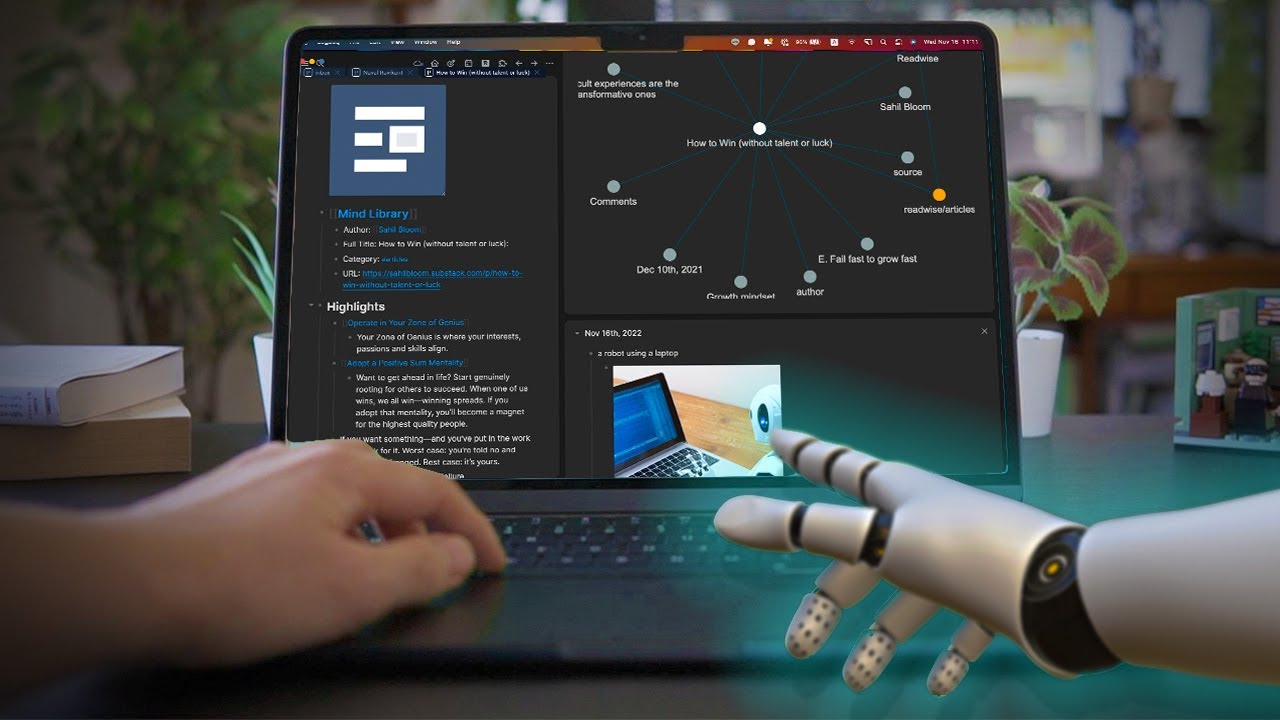 View Window Help
90%
Wed Nov 16 11:11
inbox
Naval Ravikant
How to Win (without talent or luck)
[[Mind Library]]
Author: [[Sahil Bloom]]
Full Title: How to Win (without talent or luck):
Category: #articles
URL: https://sahilbloom.substack.com/p/how-to-
win-without-talent-or-luck
Highlights
[[Operate in Your Zone of Genius]]
Your Zone of Genius is where your interests,
passions and skills align.
[[Adopt a Positive Sum Mentality]]
Want to get ahead in life? Start genuinely
rooting for others to succeed. When one of us
wins, we all win—winning spreads. If you
adopt that mentality, you'll become a magnet
for the highest quality people.
If you want something—and you've put in the work
for it. Worst case: you're told no and
Best case: it's yours.
Readwise
cult experiences are the
ansformative ones
Sahil Bloom
How to Win (without talent or luck)
source
Comments
readwise/articles
E. Fail fast to grow fast
Dec 10th, 2021
author
Growth mindset
Nov 16th, 2022
a robot using a laptop